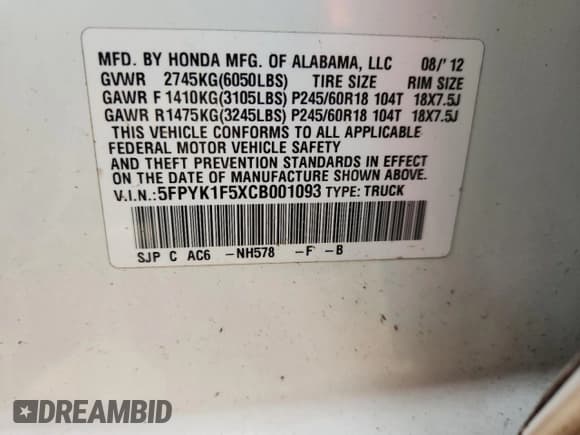 MFD. BY HONDA MFG. OF ALABAMA, LLC 08/'12
GVWR 2745KG(6050LBS) TIRE SIZE RIM SIZE
GAWR F 1410KG(3105LBS) P245/60R18 104T 18X7.5J
GAWR R 1475KG(3245LBS) P245/60R18 104T 18X7.5J
THIS VEHICLE CONFORMS TO ALL APPLICABLE
FEDERAL MOTOR VEHICLE SAFETY
AND THEFT PREVENTION STANDARDS IN EFFECT
ON THE DATE OF MANUFACTURE SHOWN ABOVE.
V.I.N.:5FPYK1F5XCB001093 TYPE: TRUCK
SJP C AC6 -NH578 -F -B
DREAMBID